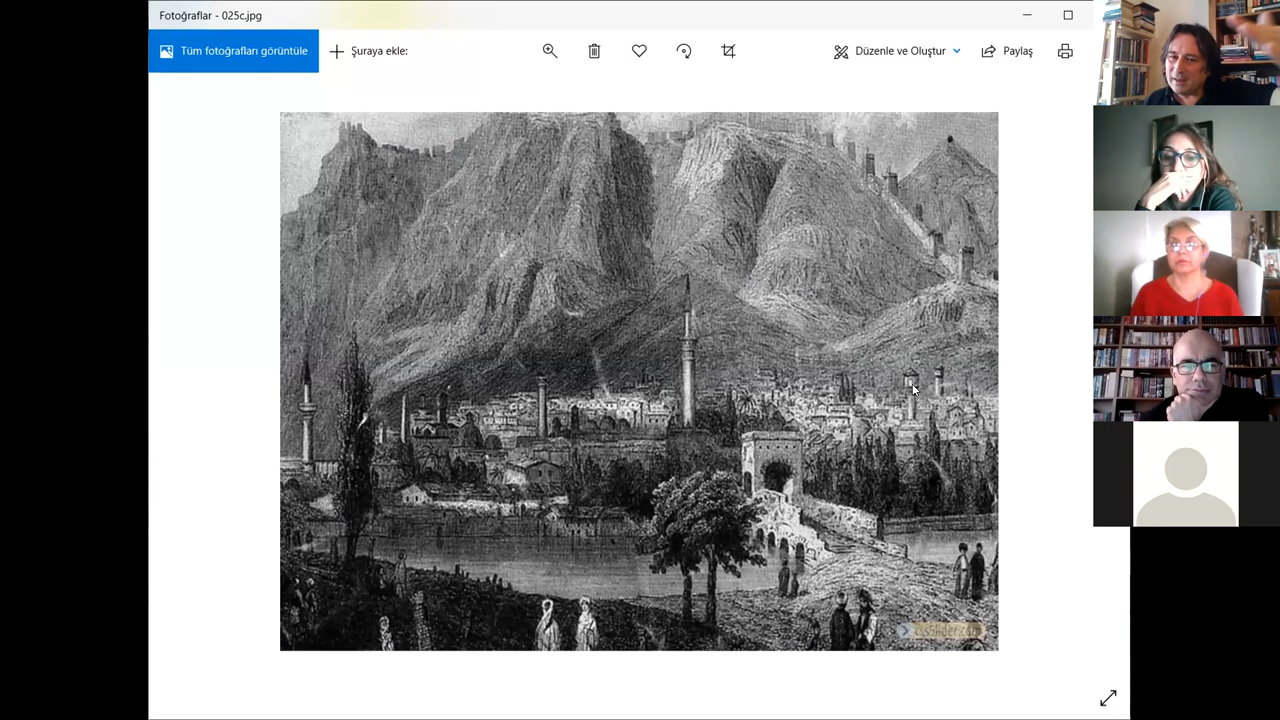 Fotoğraflar - 025c.jpg
Tüm fotoğrafları görüntüle
Şuraya ekle:
Düzenle ve Oluştur
Paylaş